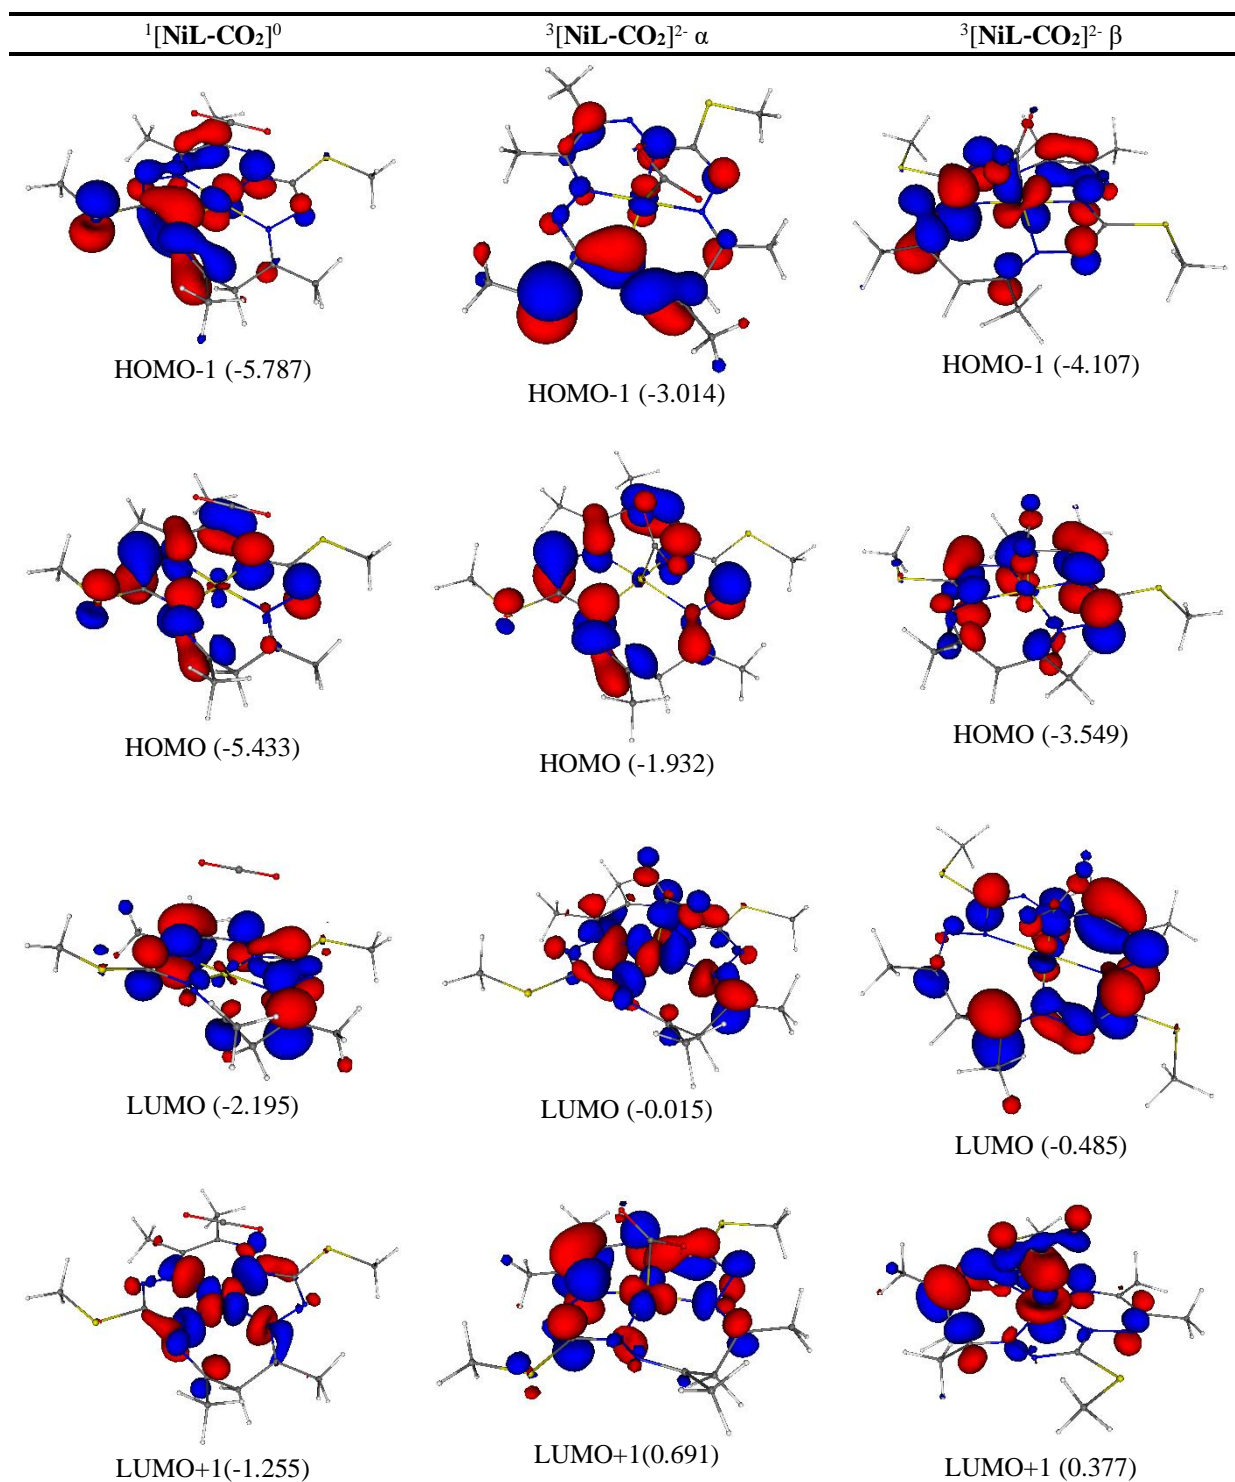 ¹[NiL-CO₂]⁰ ³[NiL-CO₂]²⁻ α ³[NiL-CO₂]²⁻ β
HOMO-1 (-5.787) HOMO-1 (-3.014) HOMO-1 (-4.107)
HOMO (-5.433) HOMO (-1.932) HOMO (-3.549)
LUMO (-2.195) LUMO (-0.015) LUMO (-0.485)
LUMO+1(-1.255) LUMO+1(0.691) LUMO+1 (0.377)